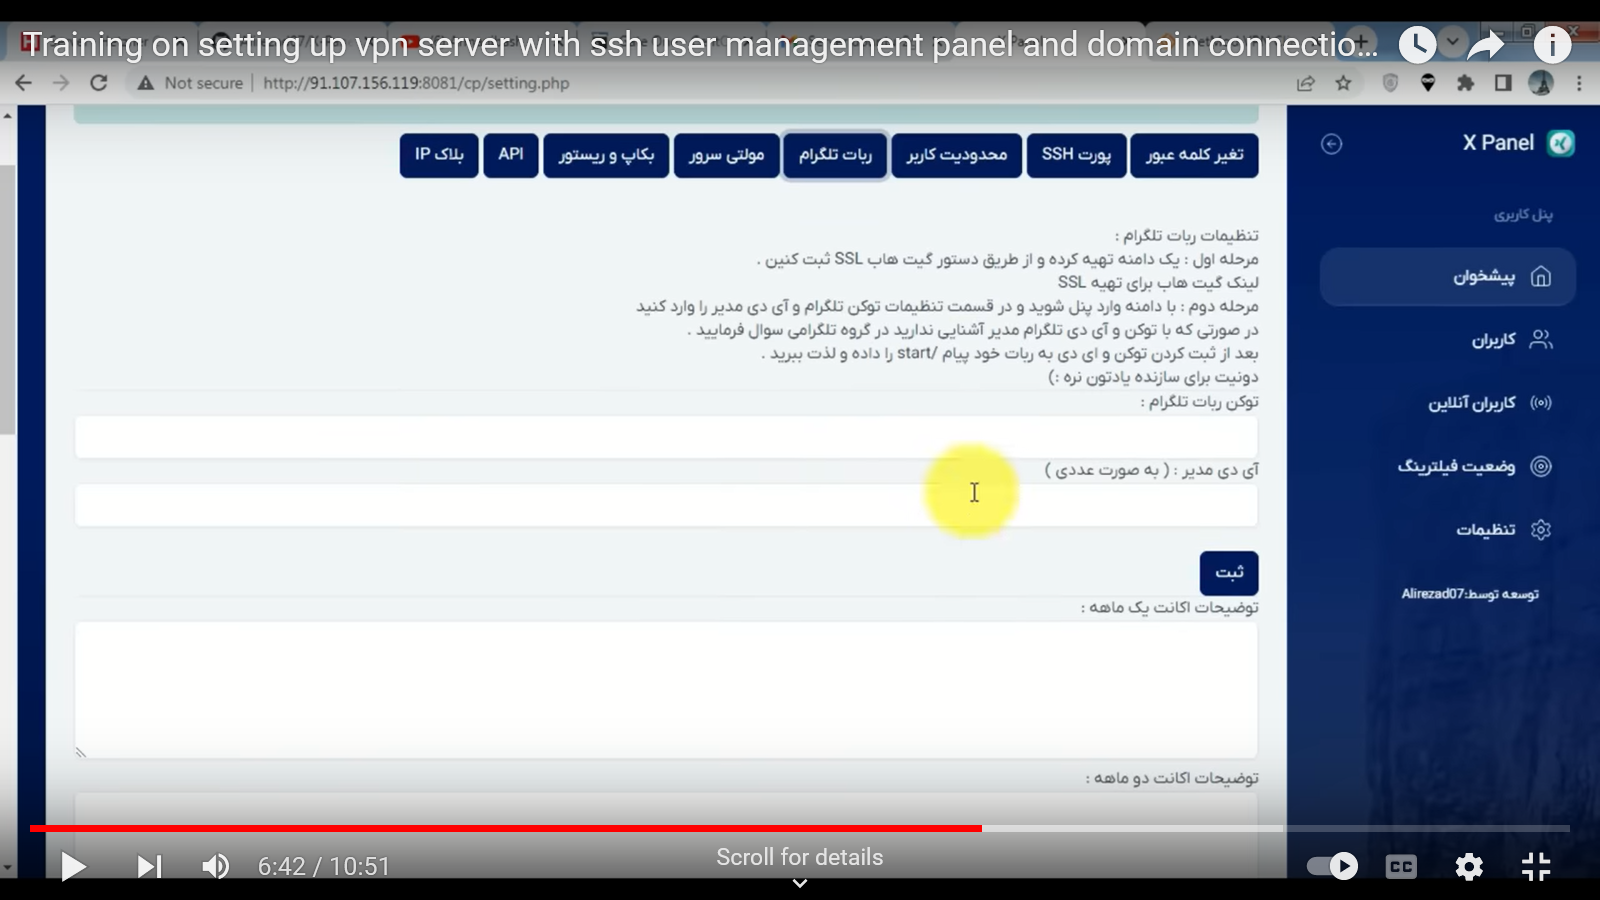 Training on setting up vpn server with ssh user management panel and domain connectio...
Not secure | http://91.107.156.119:8081/cp/setting.php
X Panel
پنل کاربری
پیشخوان
کاربران
کاربران آنلاین
وضعیت فیلترینگ
تنظیمات
توسعه توسط:Alirezad07
تغیر کلمه عبور
پورت SSH
محدودیت کاربر
ربات تلگرام
مولتی سرور
بکاپ و ریستور
API
بلاک IP
تنظیمات ربات تلگرام :
مرحله اول : یک دامنه تهیه کرده و از طریق دستور گیت هاب SSL ثبت کنین .
لینک گیت هاب برای تهیه SSL
مرحله دوم : با دامنه وارد پنل شوید و در قسمت تنظیمات توکن تلگرام و آی دی مدیر را وارد کنید
در صورتی که با توکن و آی دی تلگرام مدیر آشنایی ندارید در گروه تلگرامی سوال فرمایید .
بعد از ثبت کردن توکن و ای دی به ربات خود پیام /start را داده و لذت ببرید .
دونیت برای سازنده یادتون نره :)
توکن ربات تلگرام :
آی دی مدیر : ( به صورت عددی )
ثبت
توضیحات اکانت یک ماهه :
توضیحات اکانت دو ماهه :
6:42 / 10:51
Scroll for details
CC